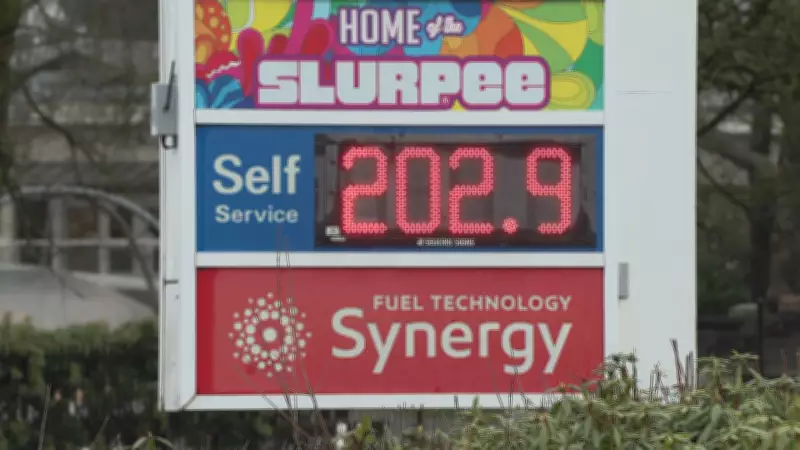 HOME of the
SLURPEE
Self
Service
202.9
FUEL TECHNOLOGY
Synergy